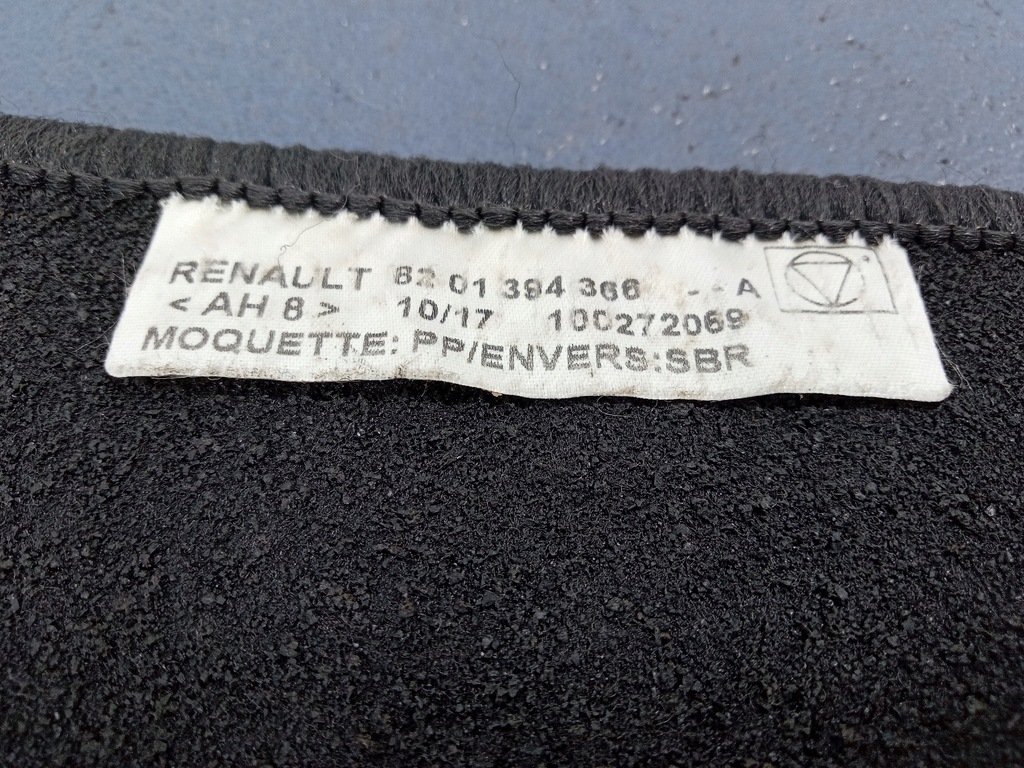 RENAULT 82 01 394 366 - - A
< AH 8 > 10/17 100272069
MOQUETTE: PP/ENVERS:SBR